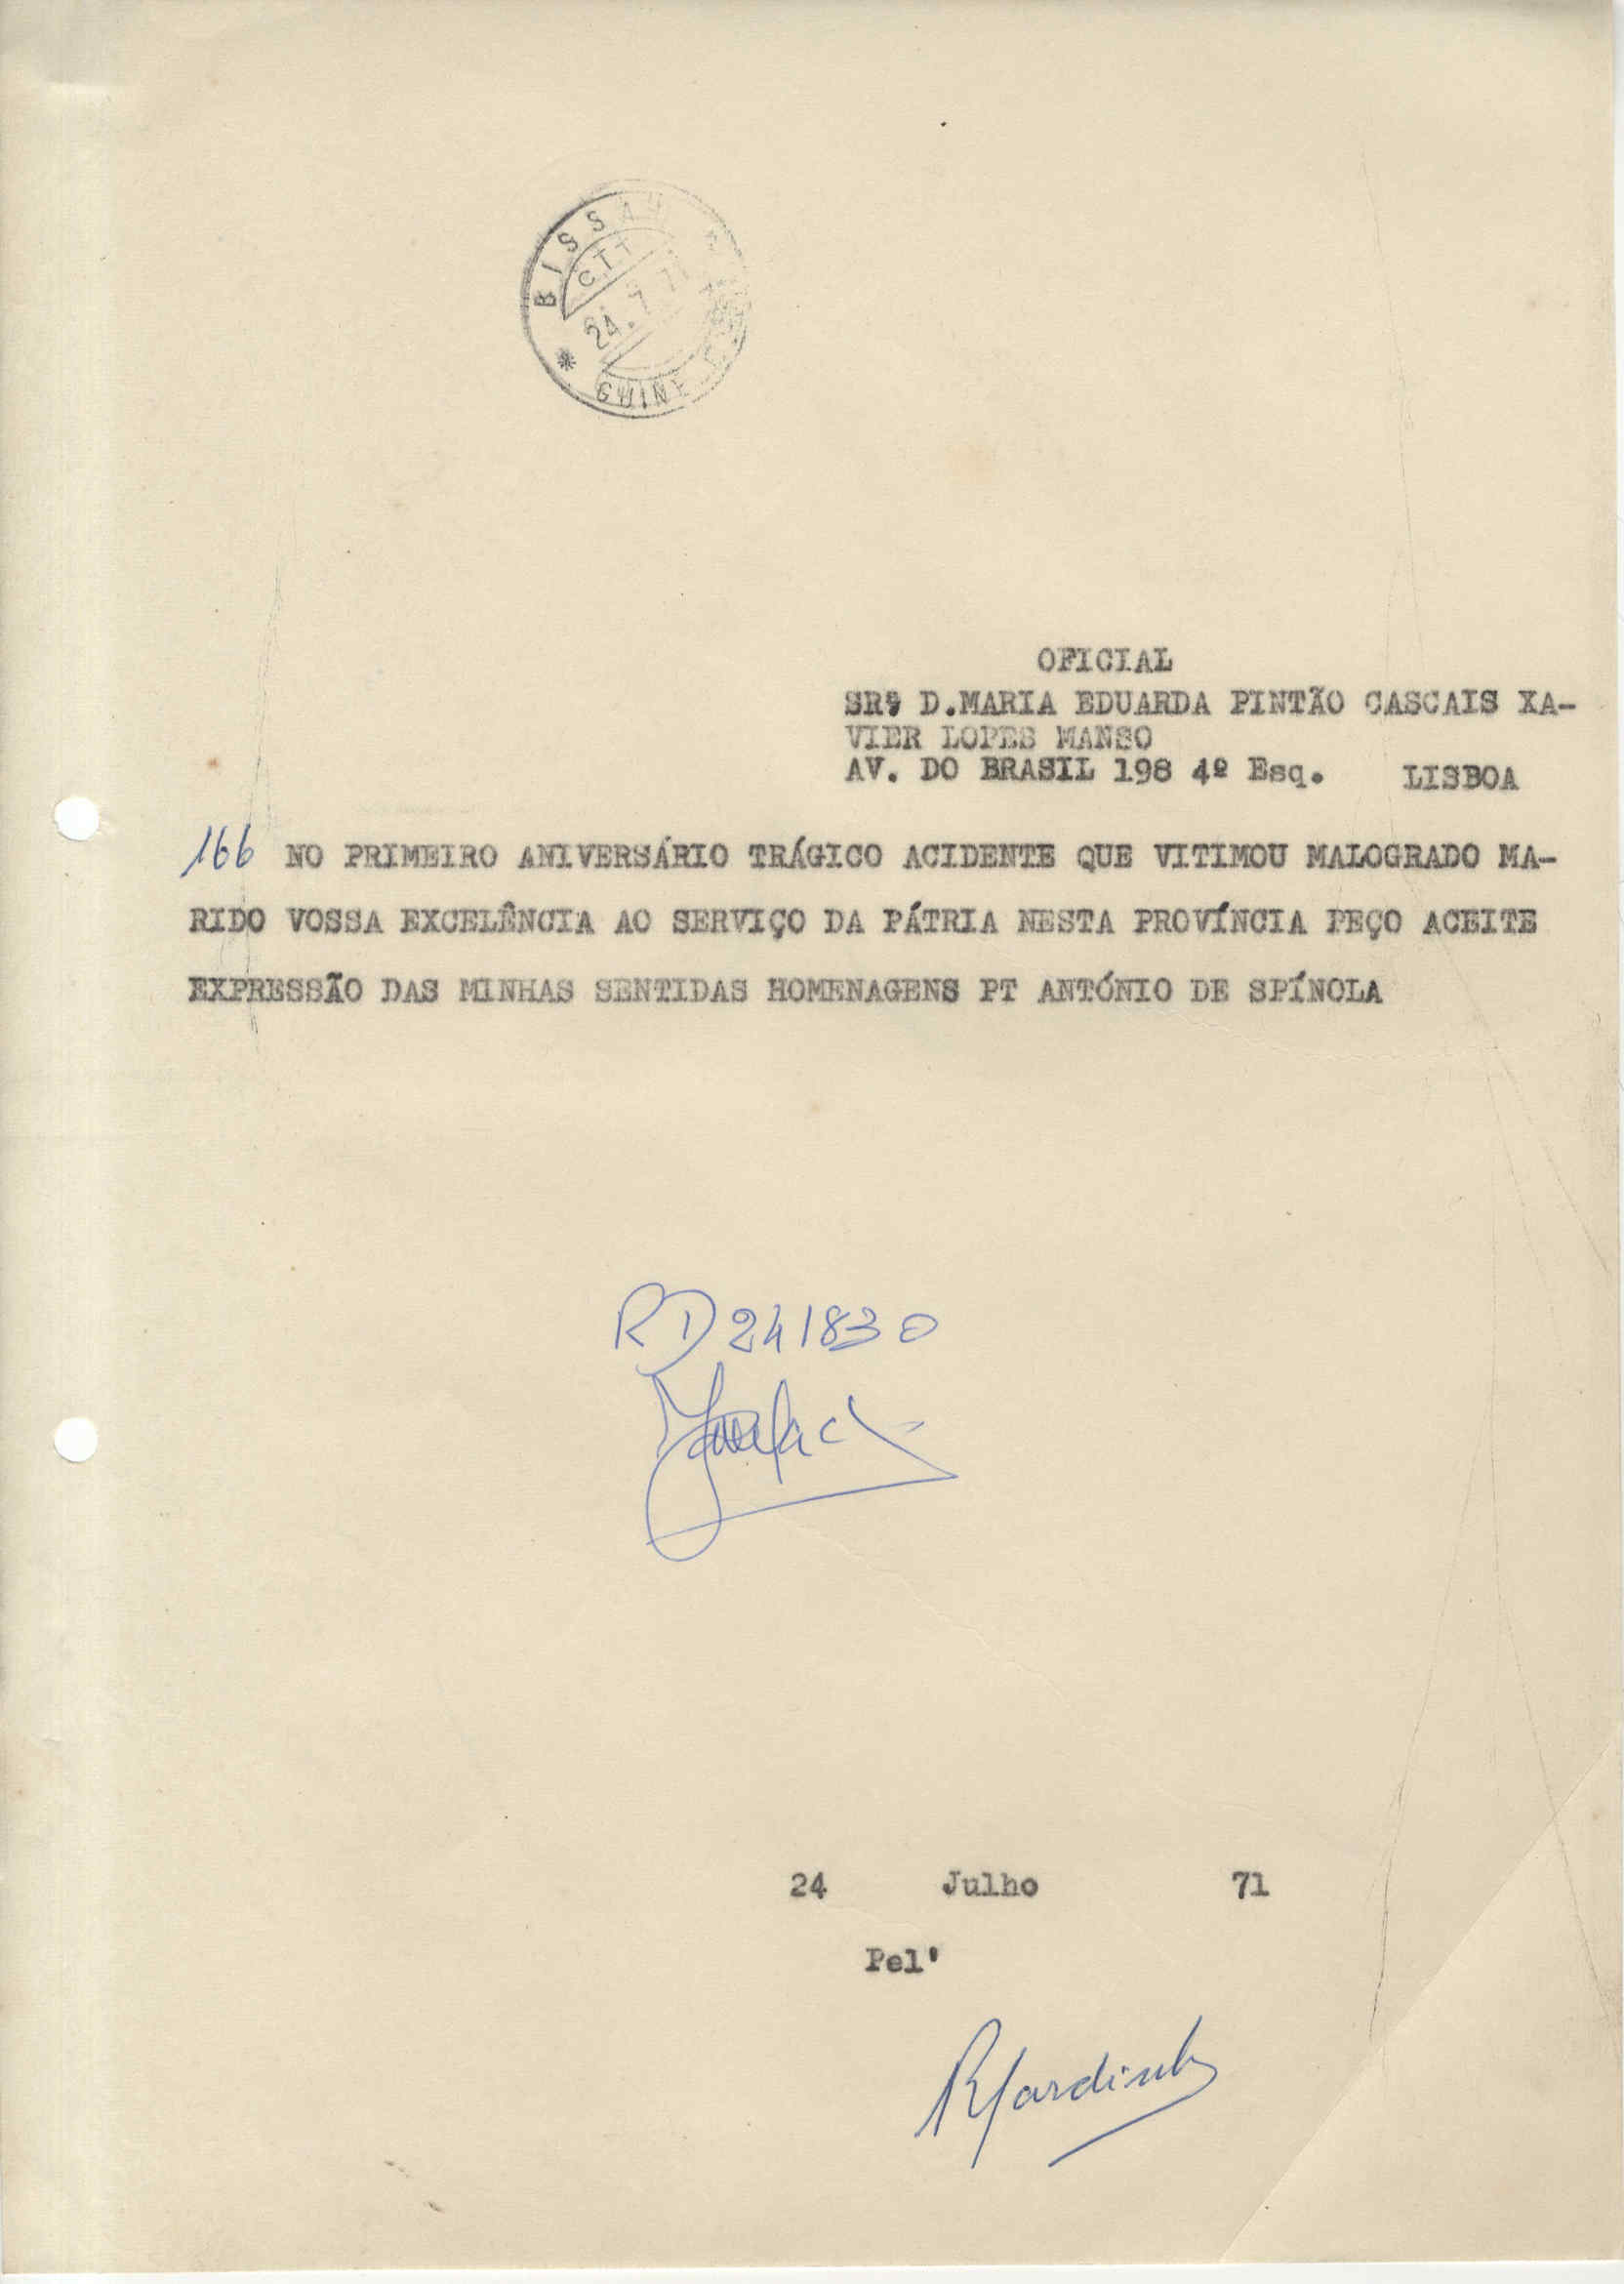 BISSAU
CTT
24.7.71
GUINÉ
OFICIAL
SRª D.MARIA EDUARDA PINTÃO CASCAIS XA-
VIER LOPES MANSO
AV. DO BRASIL 198 4º Esq. LISBOA
166 NO PRIMEIRO ANIVERSÁRIO TRÁGICO ACIDENTE QUE VITIMOU MALOGRADO MA-
RIDO VOSSA EXCELÊNCIA AO SERVIÇO DA PÁTRIA NESTA PROVÍNCIA PEÇO ACEITE
EXPRESSÃO DAS MINHAS SENTIDAS HOMENAGENS PT ANTÓNIO DE SPÍNOLA
RD 241830
24 Julho 71
Pel'